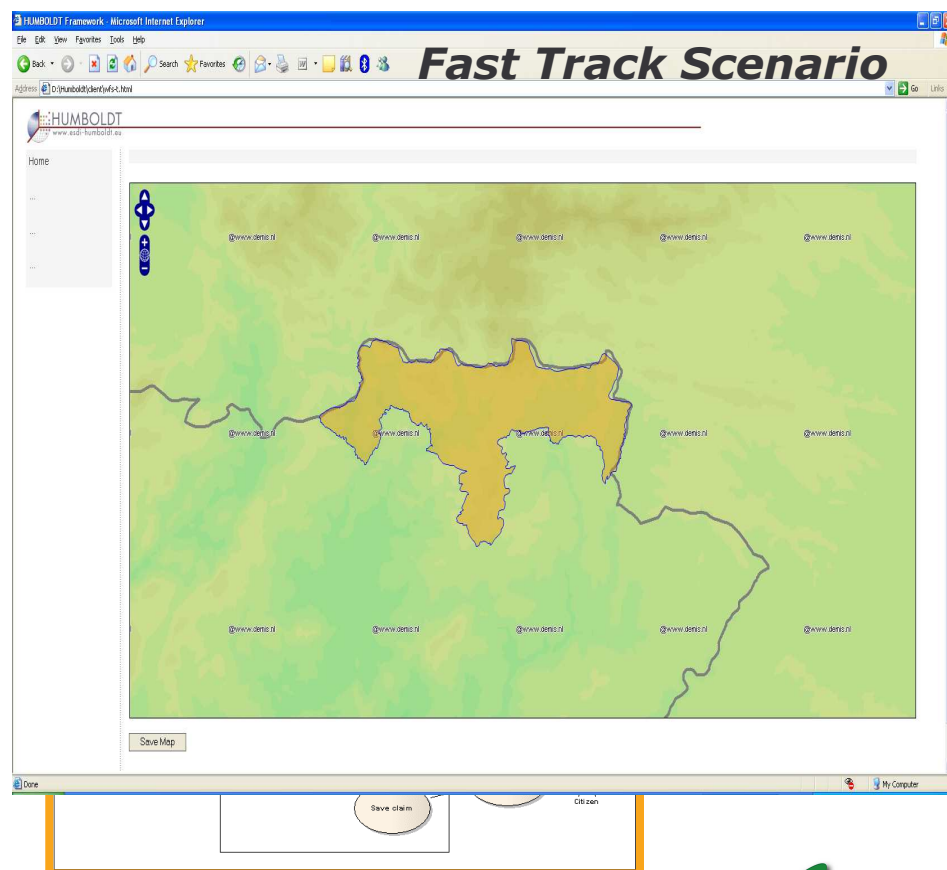 HUMBOLDT Framework - Microsoft Internet Explorer
File Edit View Favorites Tools Help
Back Search Favorites
Fast Track Scenario
Address D:\Humboldt\client\wfs-t.html Go Links
HUMBOLDT
www.esdi-humboldt.eu
Home
...
...
...
@www.demis.nl @www.demis.nl @www.demis.nl @www.demis.nl @www.demis.nl
@www.demis.nl @www.demis.nl @www.demis.nl @www.demis.nl @www.demis.nl
@www.demis.nl @www.demis.nl @www.demis.nl @www.demis.nl @www.demis.nl
Save Map
Done My Computer
Citizen
Save claim